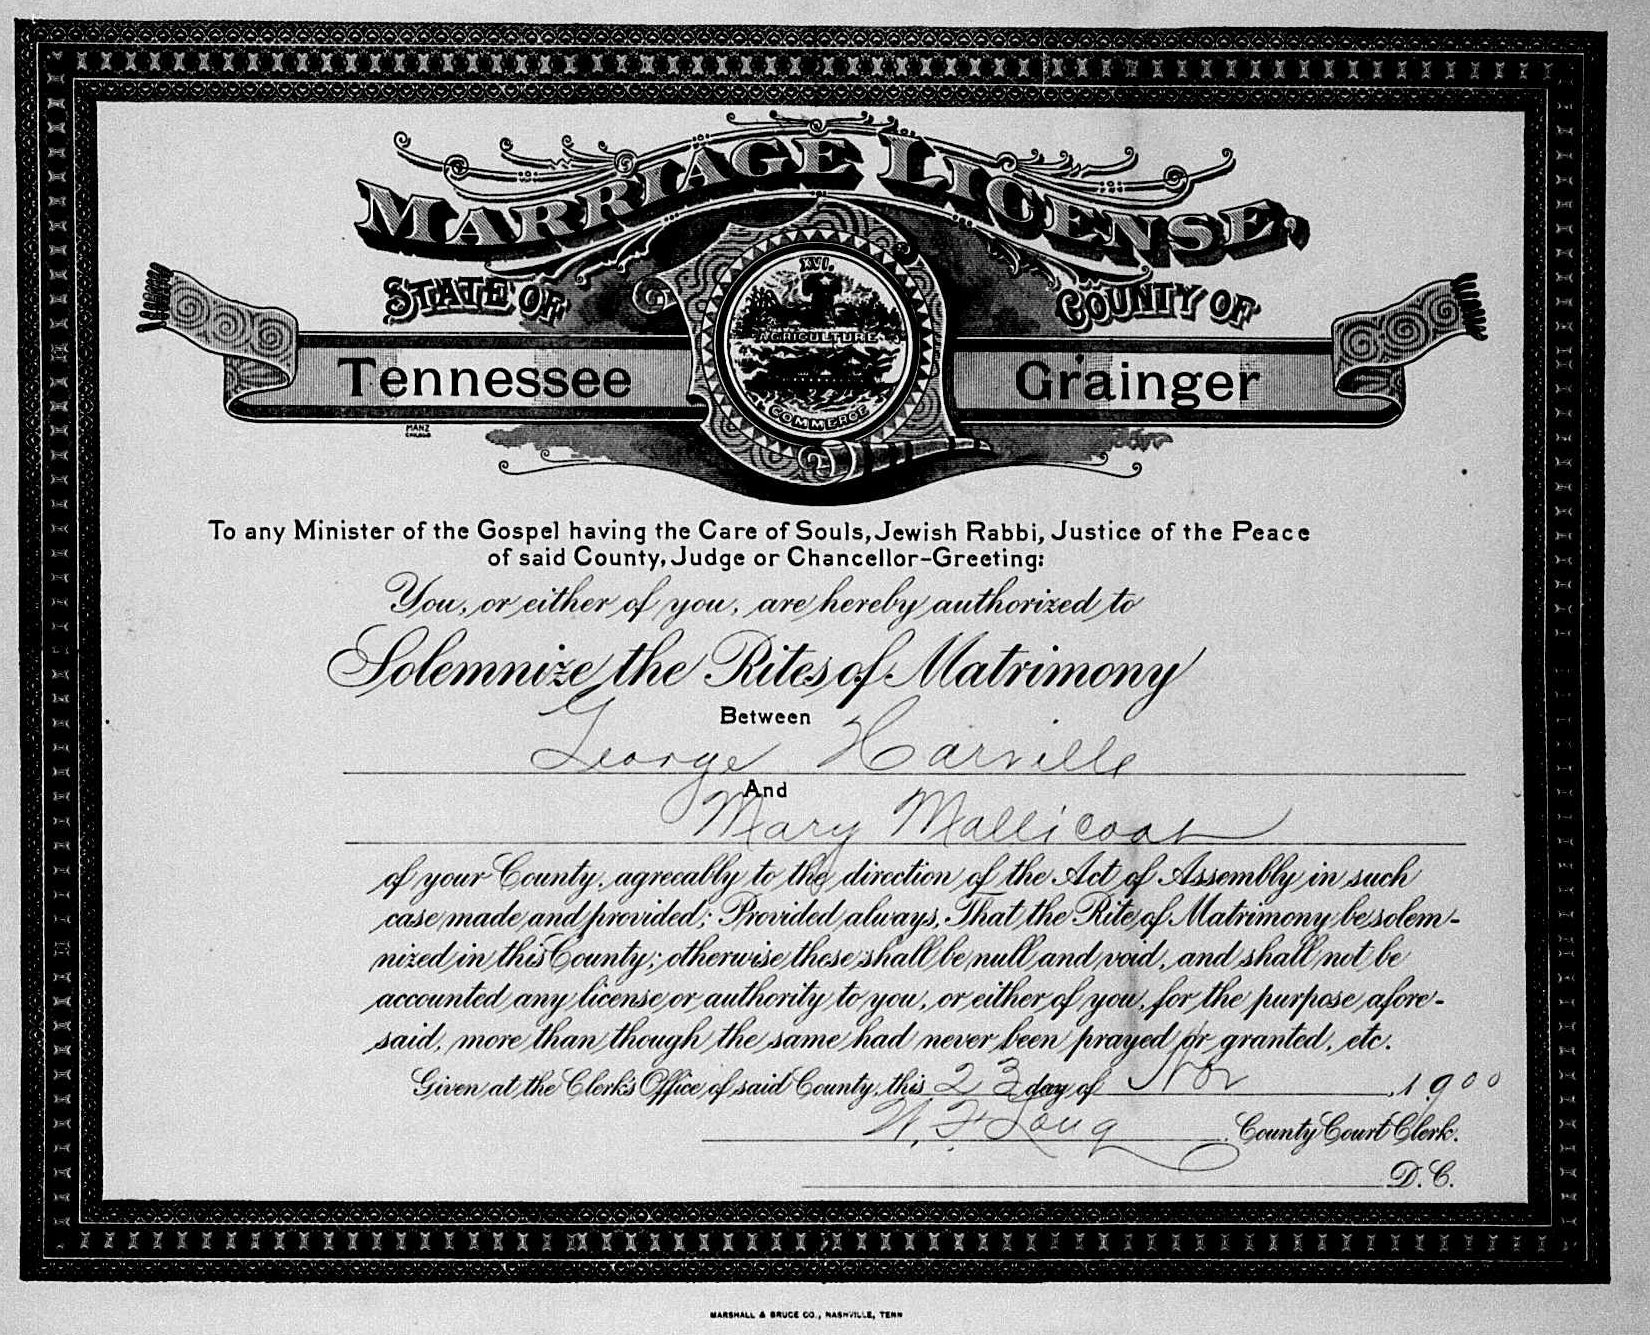 MARRIAGE LICENSE,
STATE OF COUNTY OF
XVI.
AGRICULTURE
COMMERCE
Tennessee Grainger
MANZ
CHICAGO
To any Minister of the Gospel having the Care of Souls, Jewish Rabbi, Justice of the Peace
of said County, Judge or Chancellor-Greeting:
You, or either of you, are hereby authorized to
Solemnize the Rites of Matrimony
Between
George Harville
And
Mary Mallicoat
of your County, agrecably to the direction of the Act of Assembly in such
case made and provided; Provided always, That the Rite of Matrimony be solem-
nized in this County; otherwise these shall be null and void, and shall not be
accounted any license or authority to you, or either of you, for the purpose afore-
said, more than though the same had never been prayed or granted, etc.
Given at the Clerk's Office of said County, this 23 day of Nov, 1900
W. F. Long County Court Clerk.
D. C.
MARSHALL & BRUCE CO., NASHVILLE, TENN